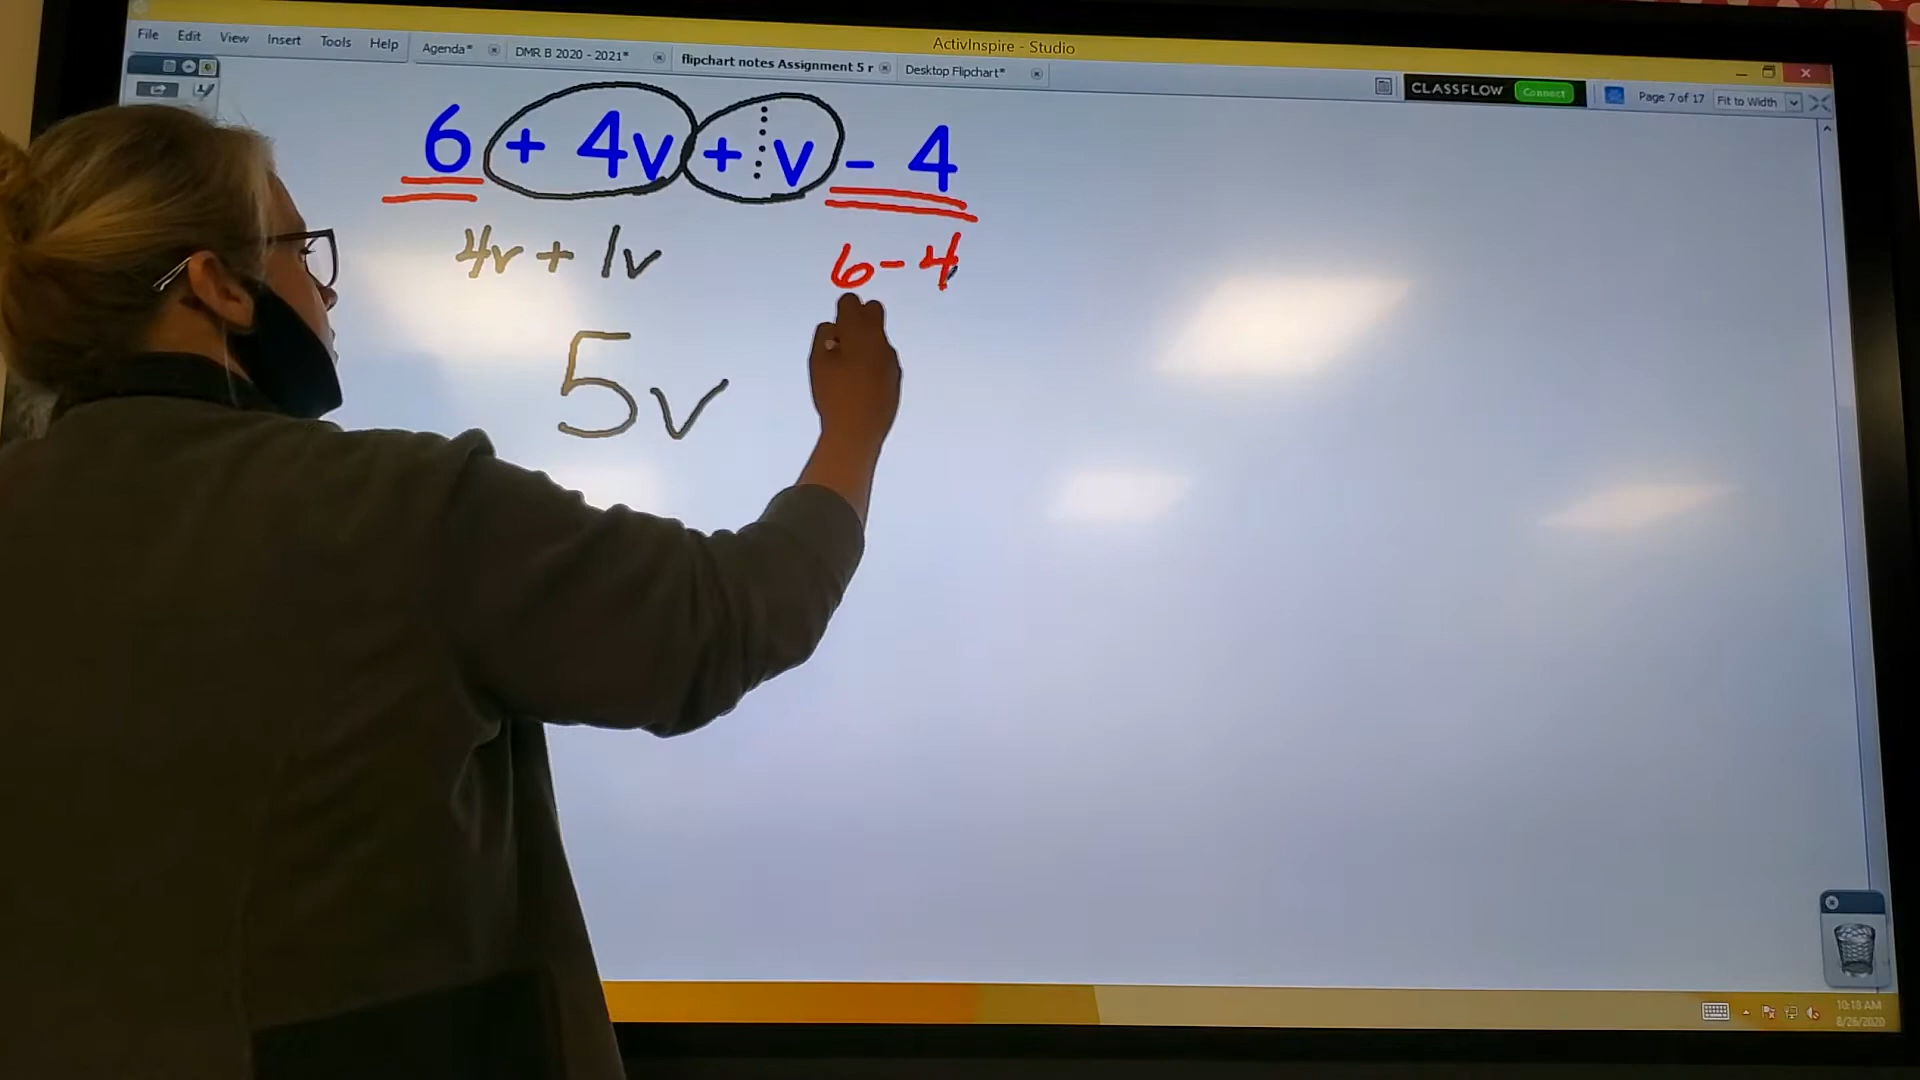 ActivInspire - Studio
File Edit View Insert Tools Help
Agenda* DMR B 2020 - 2021* flipchart notes Assignment 5 r Desktop Flipchart*
CLASSFLOW Connect Page 7 of 17 Fit to Width
6 + 4v + v - 4
4v + 1v 6 - 4
5v
10:13 AM
8/26/2020